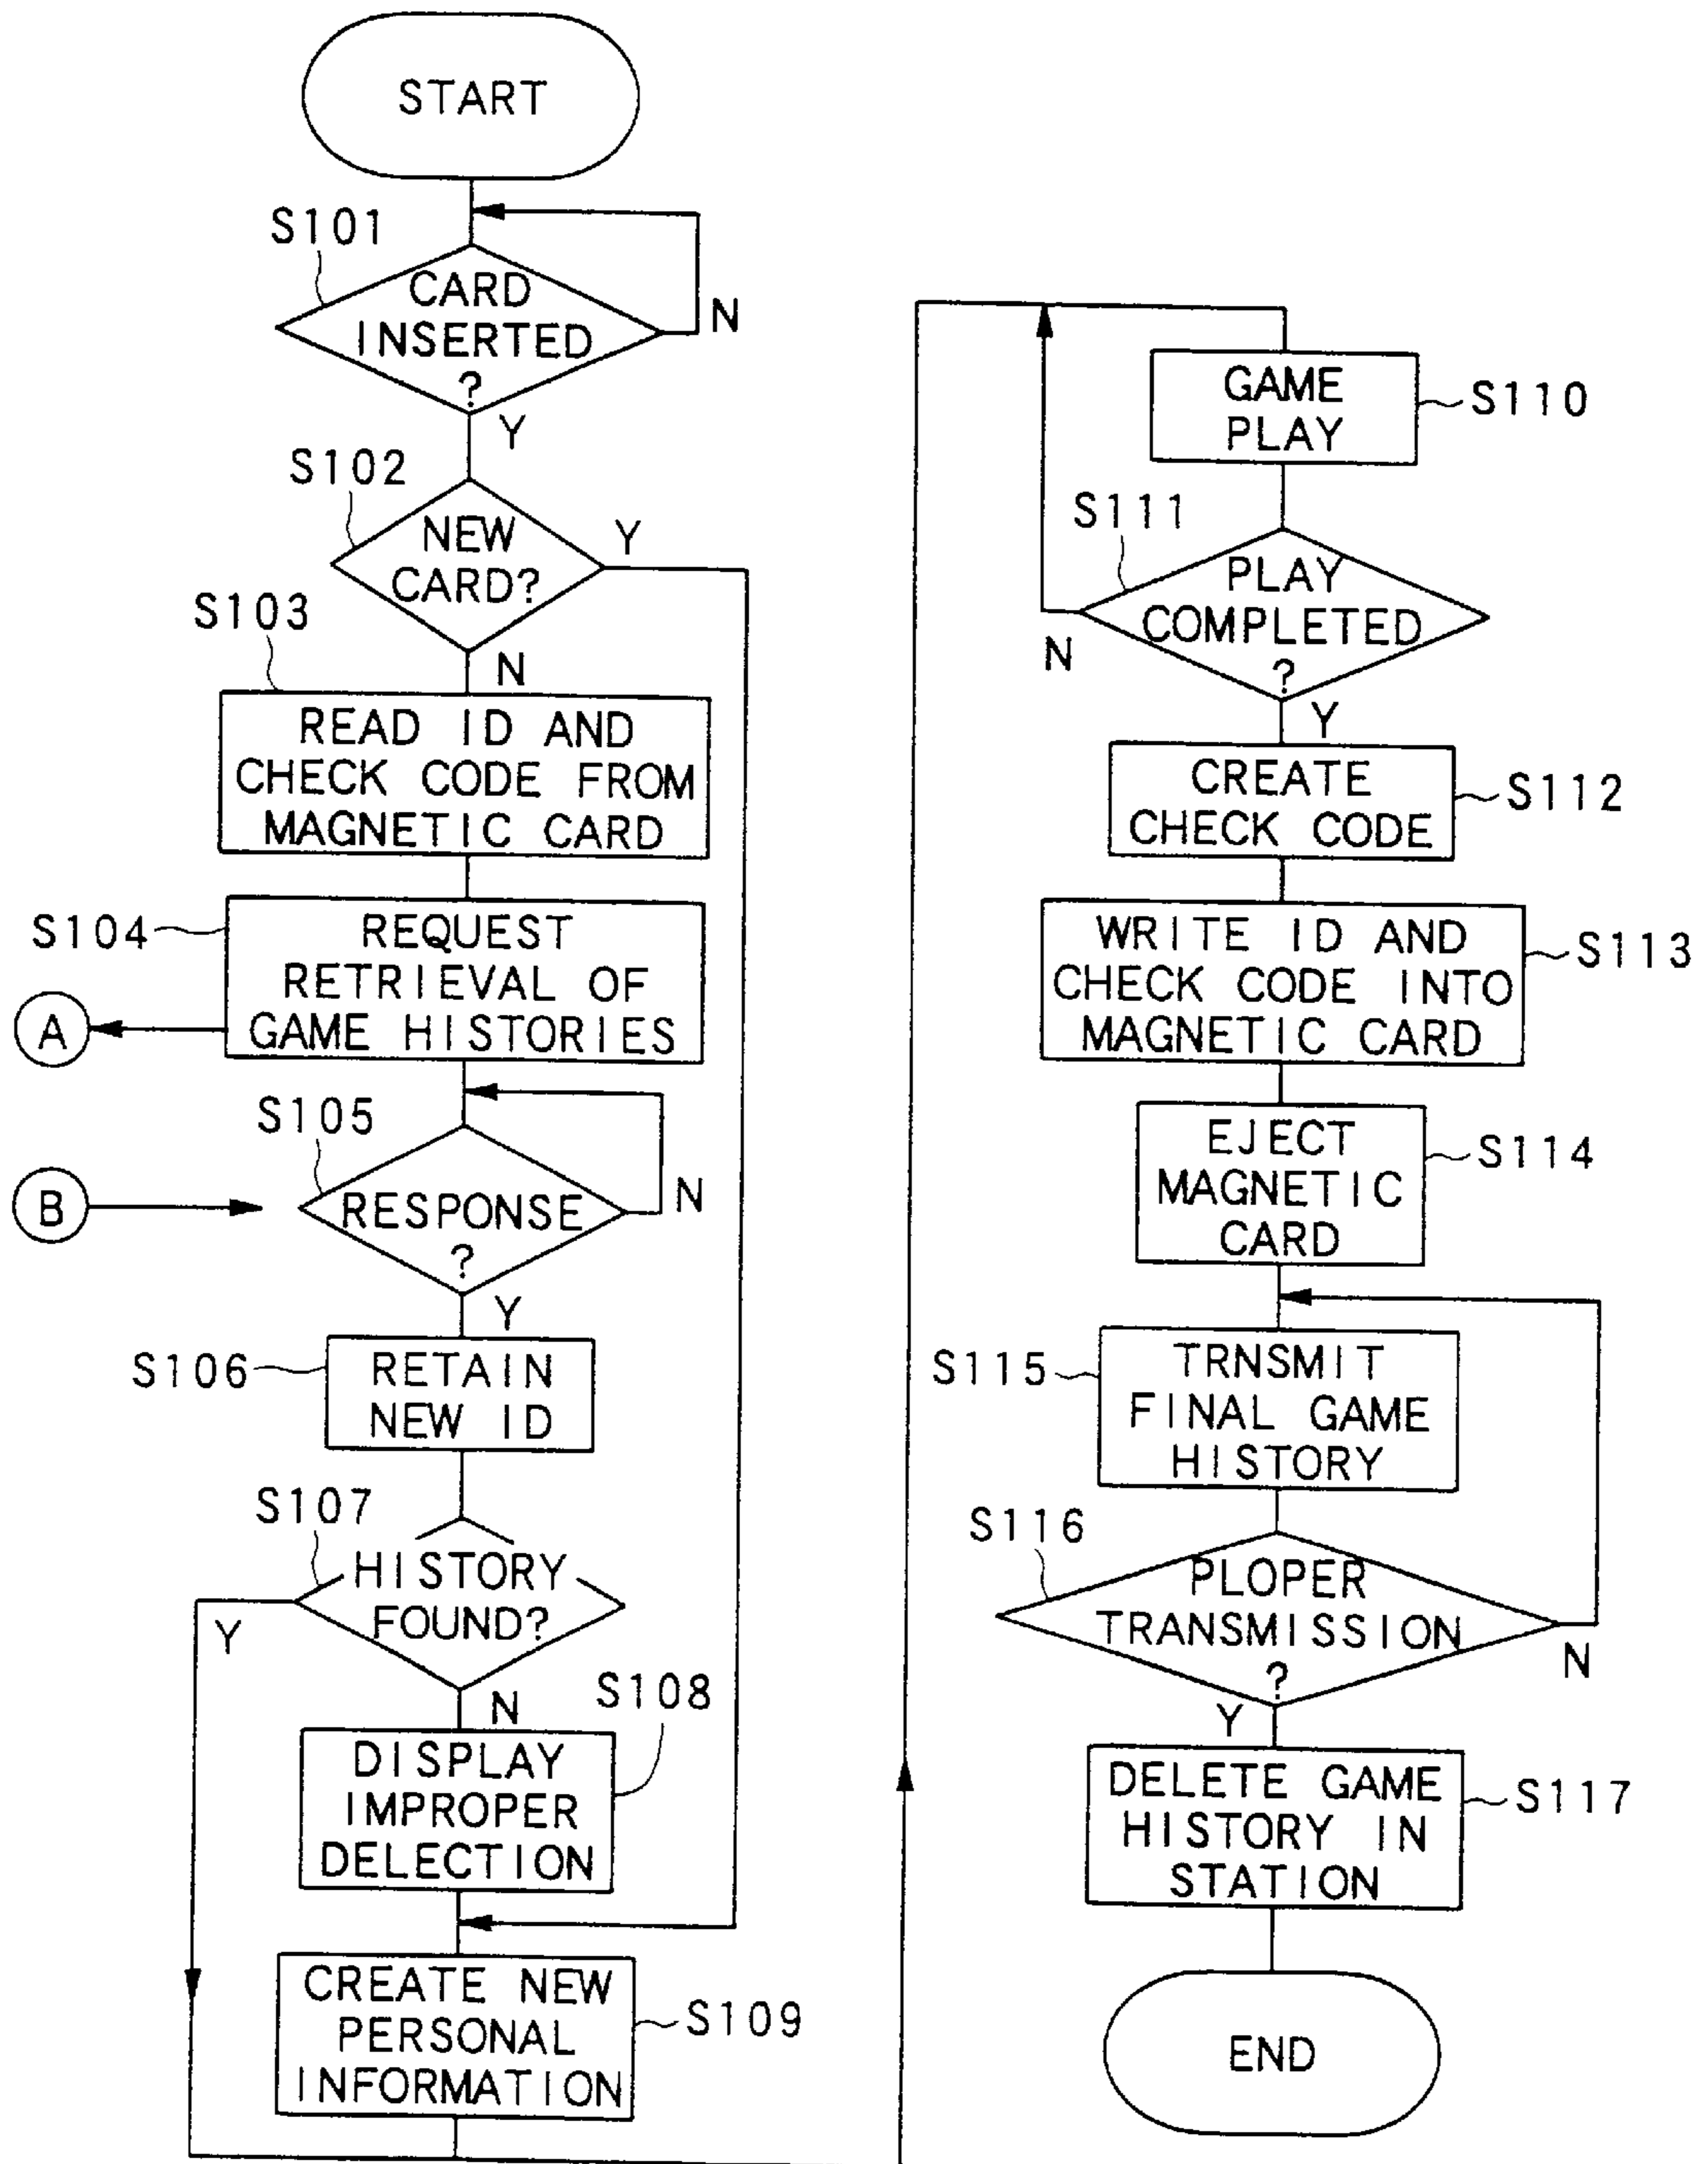 START
S101
CARD
INSERTED
?
N
Y
S102
NEW
CARD?
Y
S103
N
READ ID AND
CHECK CODE FROM
MAGNETIC CARD
S104
REQUEST
RETRIEVAL OF
GAME HISTORIES
A
S105
B
RESPONSE
?
N
Y
S106
RETAIN
NEW ID
S107
HISTORY
FOUND?
Y
N
S108
DISPLAY
IMPROPER
DELECTION
CREATE NEW
PERSONAL
INFORMATION
S109
GAME
PLAY
S110
S111
PLAY
COMPLETED
?
N
Y
CREATE
CHECK CODE
S112
WRITE ID AND
CHECK CODE INTO
MAGNETIC CARD
S113
EJECT
MAGNETIC
CARD
S114
S115
TRNSMIT
FINAL GAME
HISTORY
S116
PLOPER
TRANSMISSION
?
N
Y
DELETE GAME
HISTORY IN
STATION
S117
END